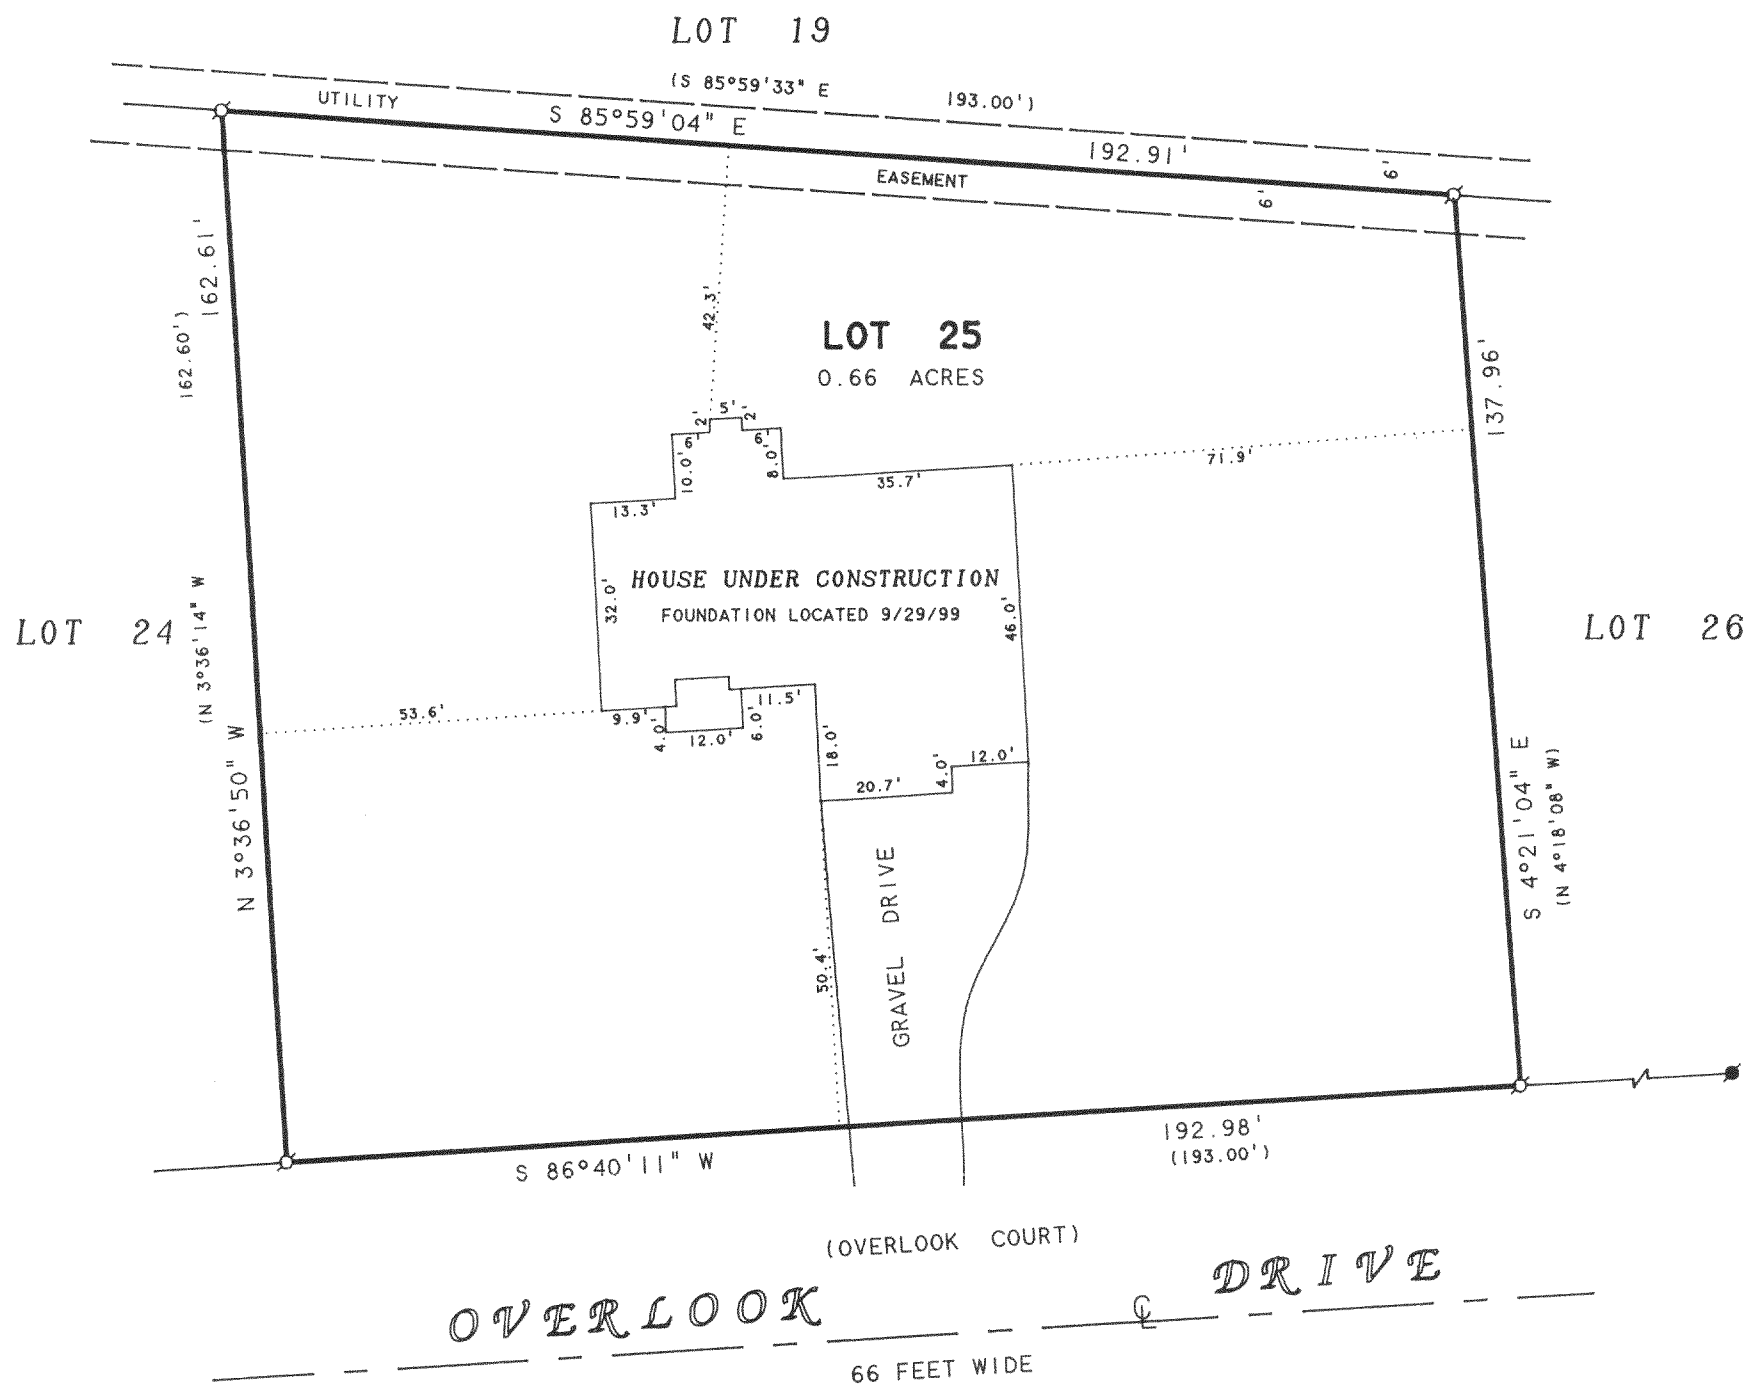 LOT 19
(S 85°59'33" E 193.00')
UTILITY
S 85°59'04" E 192.91'
EASEMENT
6'
6'
162.61'
(162.60')
42.3'
LOT 25
0.66 ACRES
137.96'
5'
2'
2'
6'
6'
10.0'
8.0'
35.7'
71.9'
13.3'
HOUSE UNDER CONSTRUCTION
FOUNDATION LOCATED 9/29/99
32.0'
46.0'
LOT 24
LOT 26
(N 3°36'14" W
N 3°36'50" W
53.6'
9.9'
4.0'
12.0'
6.0'
11.5'
18.0'
20.7'
4.0'
12.0'
S 4°21'04" E
(N 4°18'08" W)
GRAVEL DRIVE
50.4'
S 86°40'11" W
192.98'
(193.00')
(OVERLOOK COURT)
OVERLOOK DRIVE
CL
66 FEET WIDE